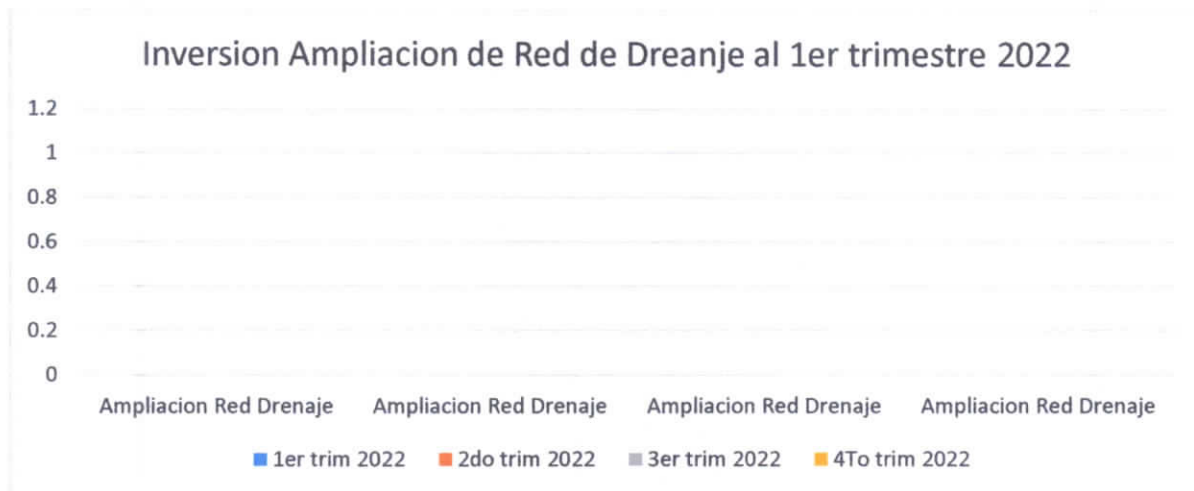 Inversion Ampliacion de Red de Dreanje al 1er trimestre 2022
1.2
1
0.8
0.6
0.4
0.2
0
Ampliacion Red Drenaje Ampliacion Red Drenaje Ampliacion Red Drenaje Ampliacion Red Drenaje
1er trim 2022 2do trim 2022 3er trim 2022 4To trim 2022